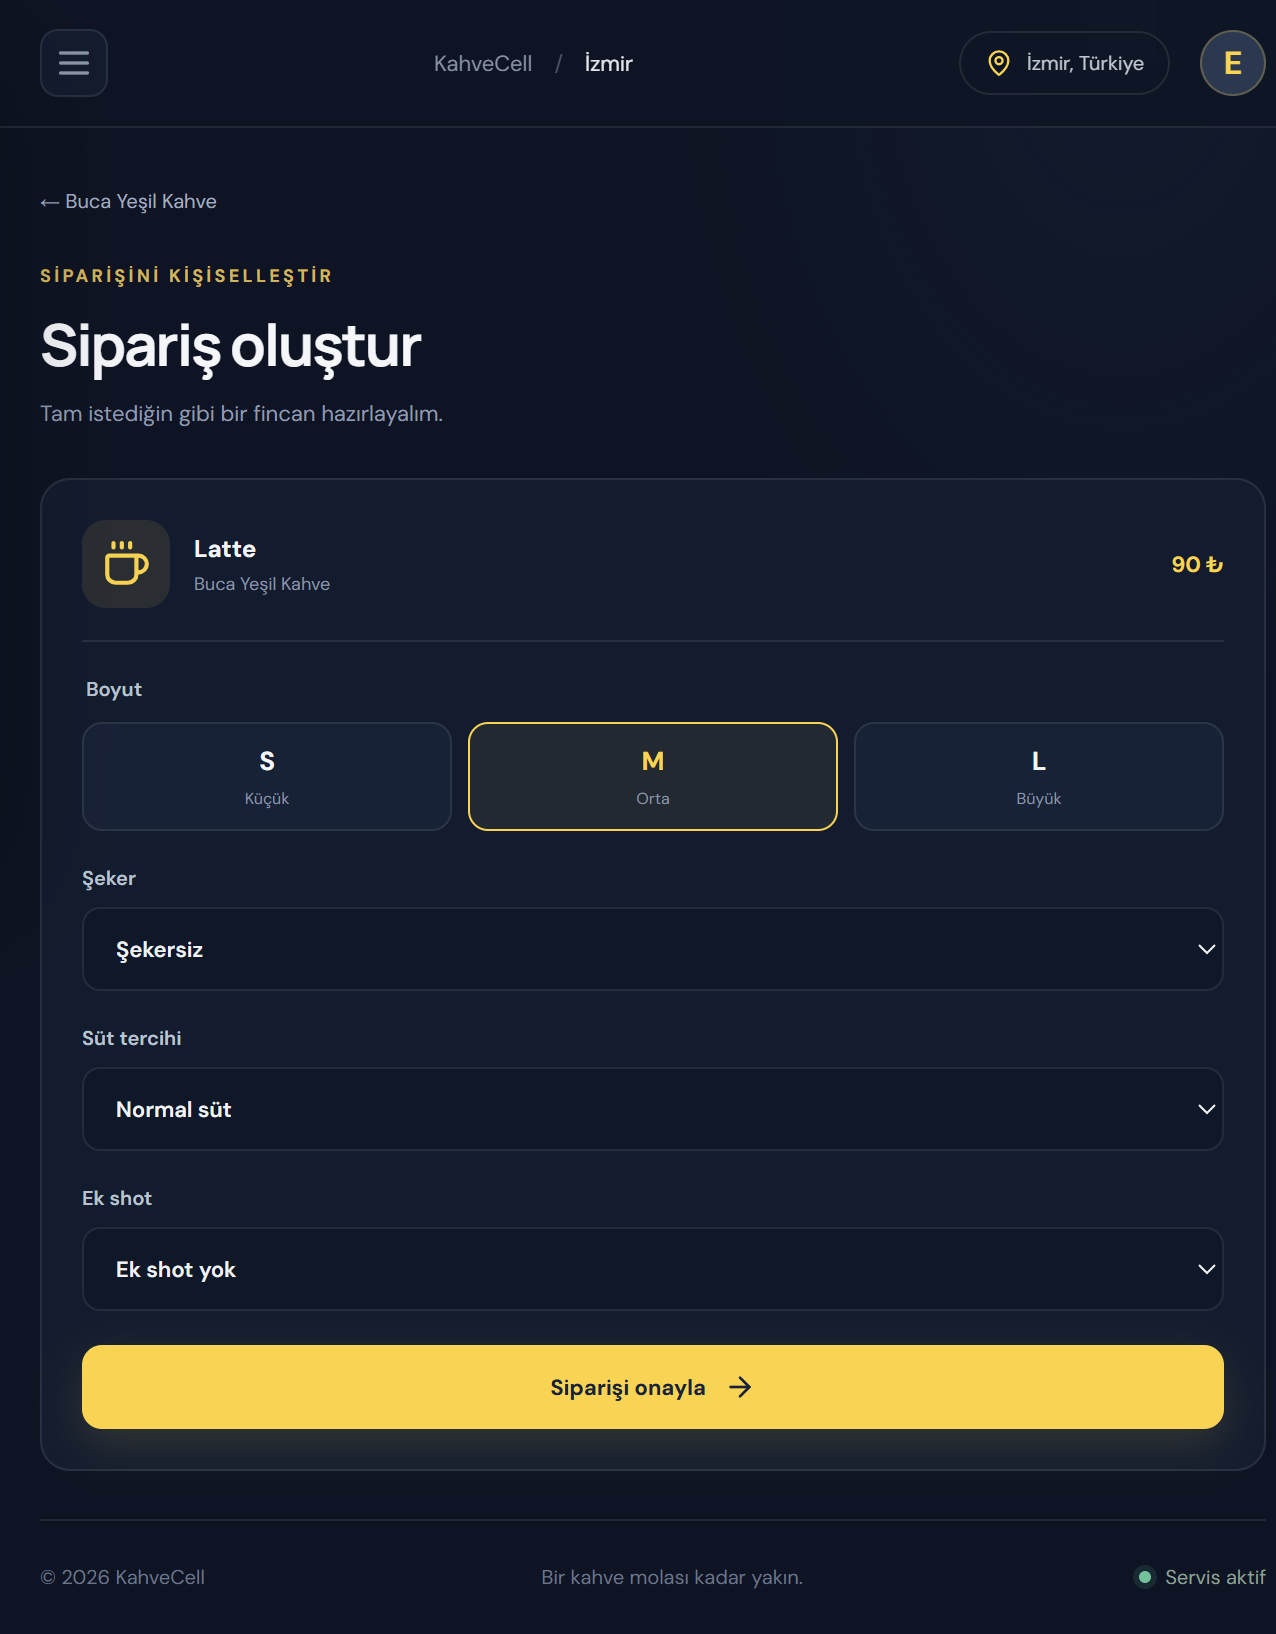 KahveCell / İzmir
İzmir, Türkiye
E
← Buca Yeşil Kahve
SİPARİŞİNİ KİŞİSELLEŞTİR
Sipariş oluştur
Tam istediğin gibi bir fincan hazırlayalım.
Latte
Buca Yeşil Kahve
90 ₺
Boyut
S
Küçük
M
Orta
L
Büyük
Şeker
Şekersiz
Süt tercihi
Normal süt
Ek shot
Ek shot yok
Siparişi onayla →
© 2026 KahveCell
Bir kahve molası kadar yakın.
Servis aktif